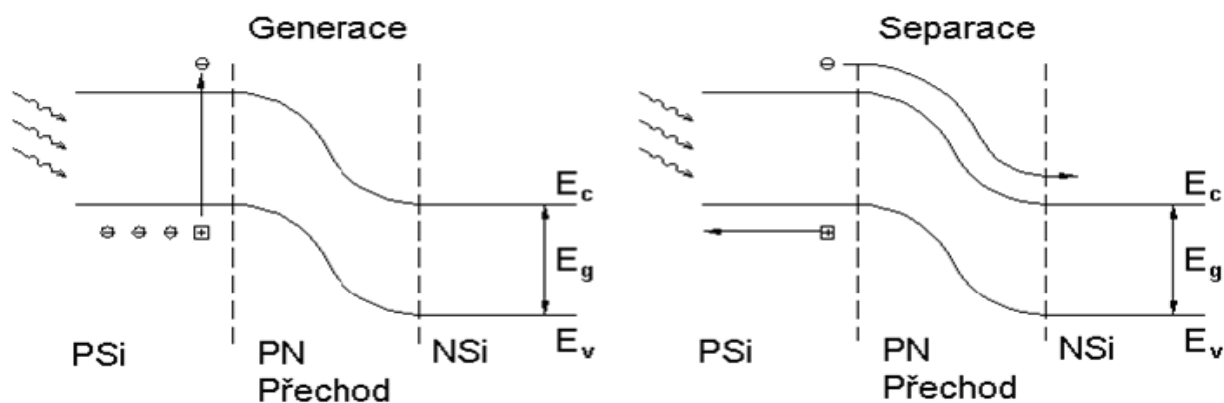 Generace
E_c
E_g
E_v
PSi
PN
Přechod
NSi
Separace
E_c
E_g
E_v
PSi
PN
Přechod
NSi